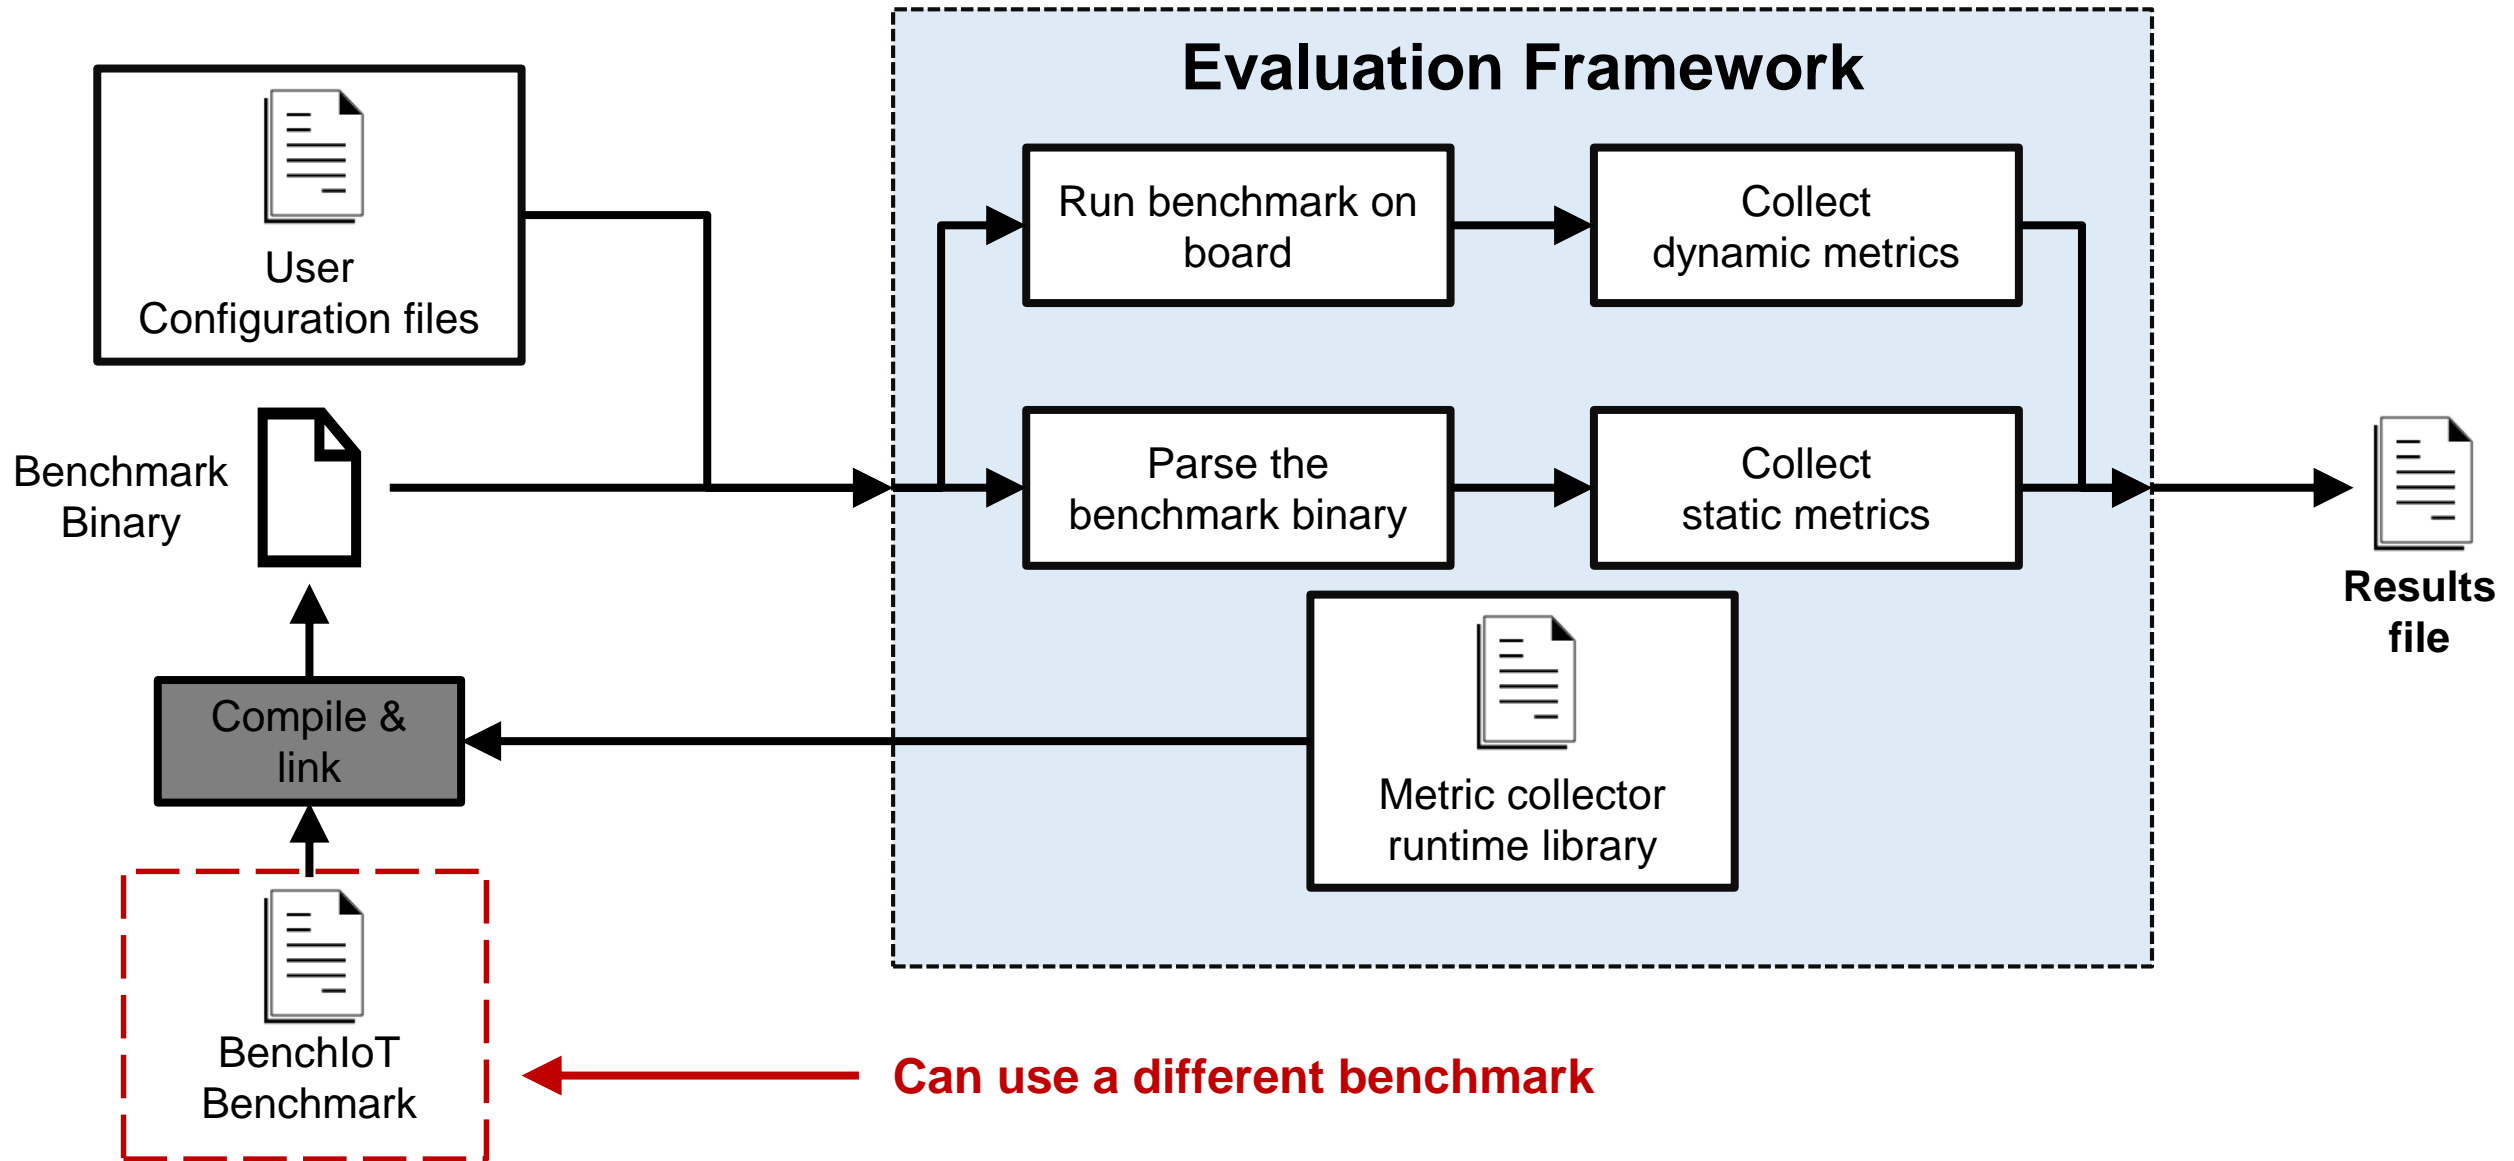 Evaluation Framework
User
Configuration files
Run benchmark on
board
Collect
dynamic metrics
Benchmark
Binary
Parse the
benchmark binary
Collect
static metrics
Results
file
Compile &
link
Metric collector
runtime library
BenchIoT
Benchmark
Can use a different benchmark